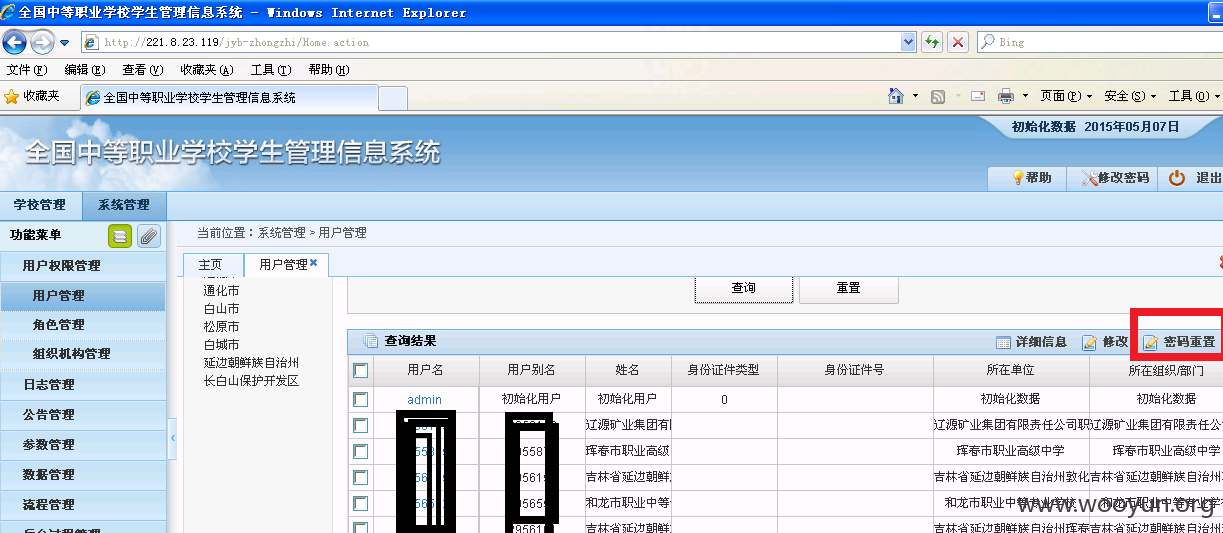 全国中等职业学校学生管理信息系统 - Windows Internet Explorer
http://221.8.23.119/jyb-zhongzhi/Home.action
Bing
文件(F) 编辑(E) 查看(V) 收藏夹(A) 工具(T) 帮助(H)
收藏夹 全国中等职业学校学生管理信息系统
页面(P) 安全(S) 工具(O)
初始化数据 2015年05月07日
全国中等职业学校学生管理信息系统
帮助 修改密码 退出
学校管理 系统管理
功能菜单
当前位置：系统管理 > 用户管理
用户权限管理
用户管理
角色管理
组织机构管理
日志管理
公告管理
参数管理
数据管理
流程管理
主页 用户管理
通化市
白山市
松原市
白城市
延边朝鲜族自治州
长白山保护开发区
查询 重置
查询结果
详细信息 修改 密码重置
用户名 用户别名 姓名 身份证件类型 身份证件号 所在单位 所在组织/部门
admin 初始化用户 初始化用户 0 初始化数据 初始化数据
辽源矿业集团有 辽源矿业集团有限责任公司职 辽源矿业集团有限责任公
珲春市职业高级 珲春市职业高级中学 珲春市职业高级中学
吉林省延边朝鲜 吉林省延边朝鲜族自治州敦化 吉林省延边朝鲜族自治州
和龙市职业中等 和龙市职业中等专业学校 和龙市职业中等专业学校
吉林省延边朝鲜 吉林省延边朝鲜族自治州珲春 吉林省延边朝鲜族自治州
www.wooyun.org